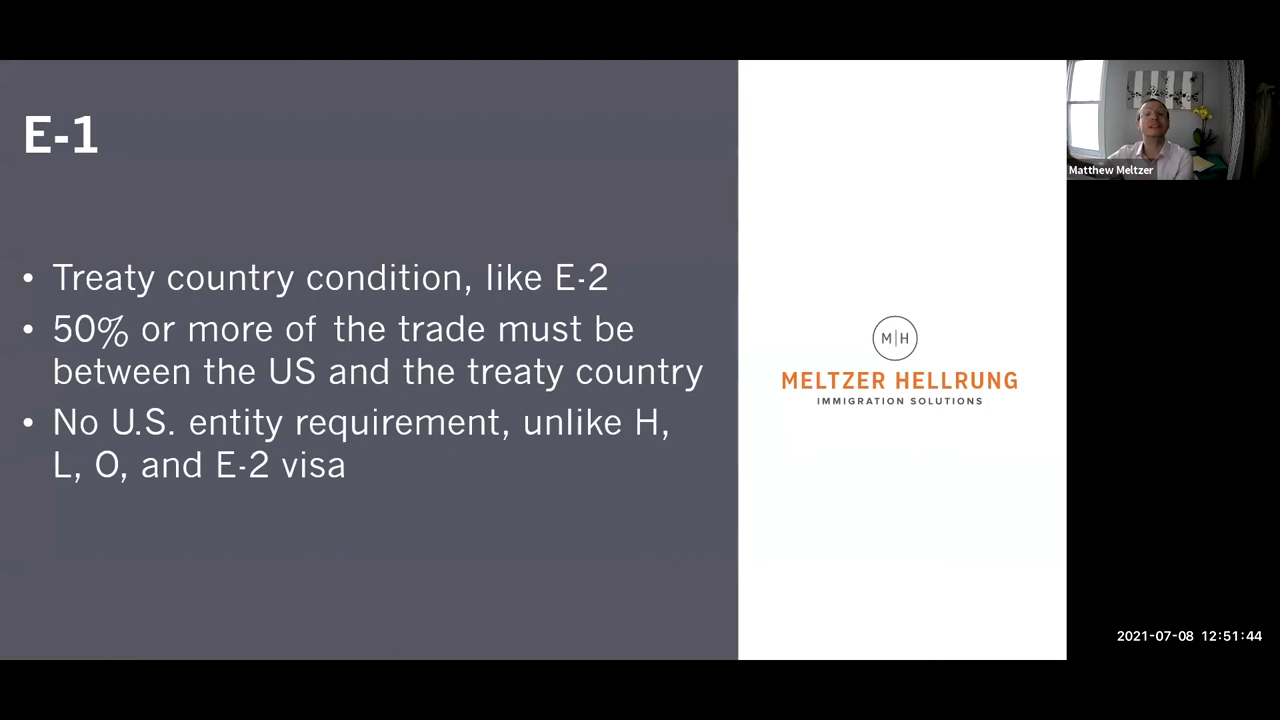 E-1
• Treaty country condition, like E-2
• 50% or more of the trade must be
between the US and the treaty country
• No U.S. entity requirement, unlike H,
L, O, and E-2 visa
M|H
MELTZER HELLRUNG
IMMIGRATION SOLUTIONS
Matthew Meltzer
2021-07-08 12:51:44